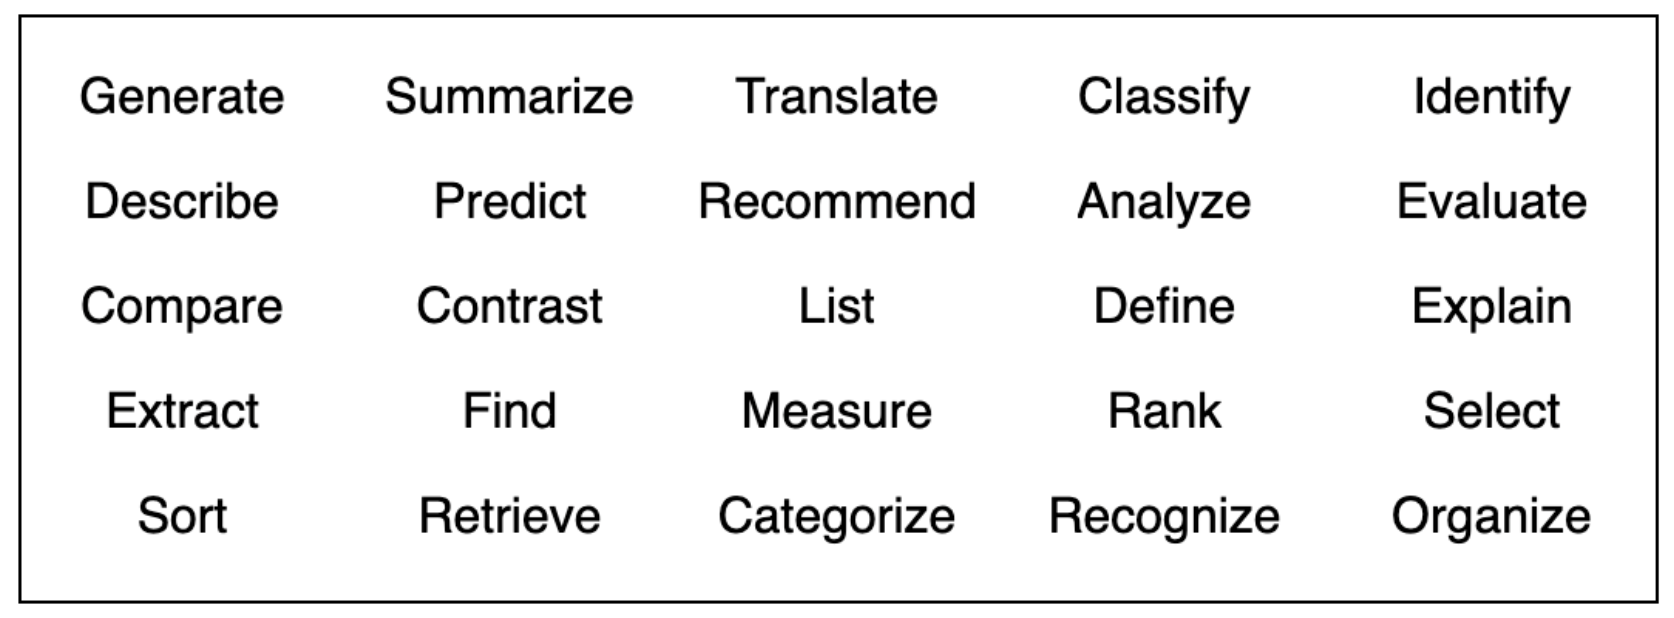 Generate Summarize Translate Classify Identify
Describe Predict Recommend Analyze Evaluate
Compare Contrast List Define Explain
Extract Find Measure Rank Select
Sort Retrieve Categorize Recognize Organize